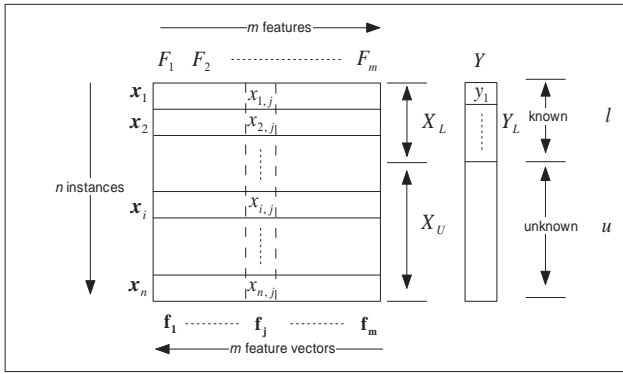 m features
F1 F2 ........................ Fm Y
x1 x1,j y1
x2 x2,j XL YL known l
n instances
xi xi,j XU unknown u
xn xn,j
f1 ........... fj ............. fm
m feature vectors